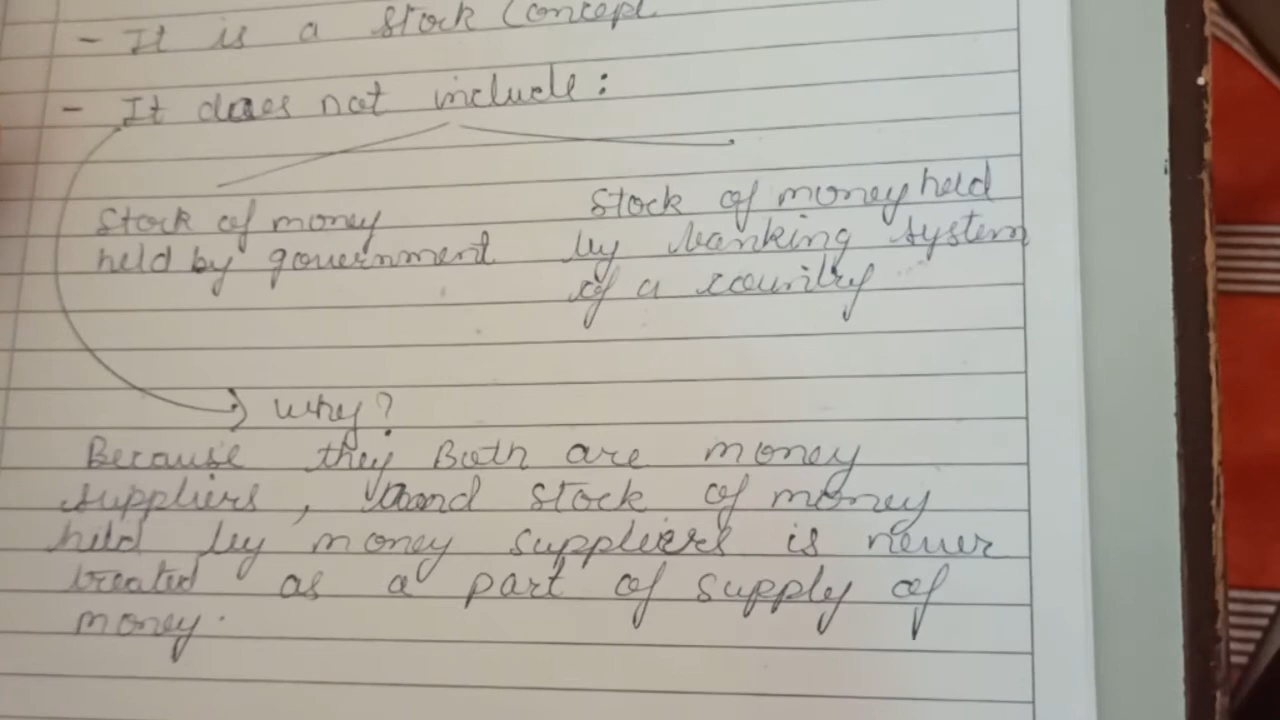 - It is a Stock Concept
- It does not include:
Stock of money
held by government
Stock of money held
by banking system
of a country
Why?
Because they Both are money
suppliers, and stock of money
held by money suppliers is never
treated as a part of supply of
money.